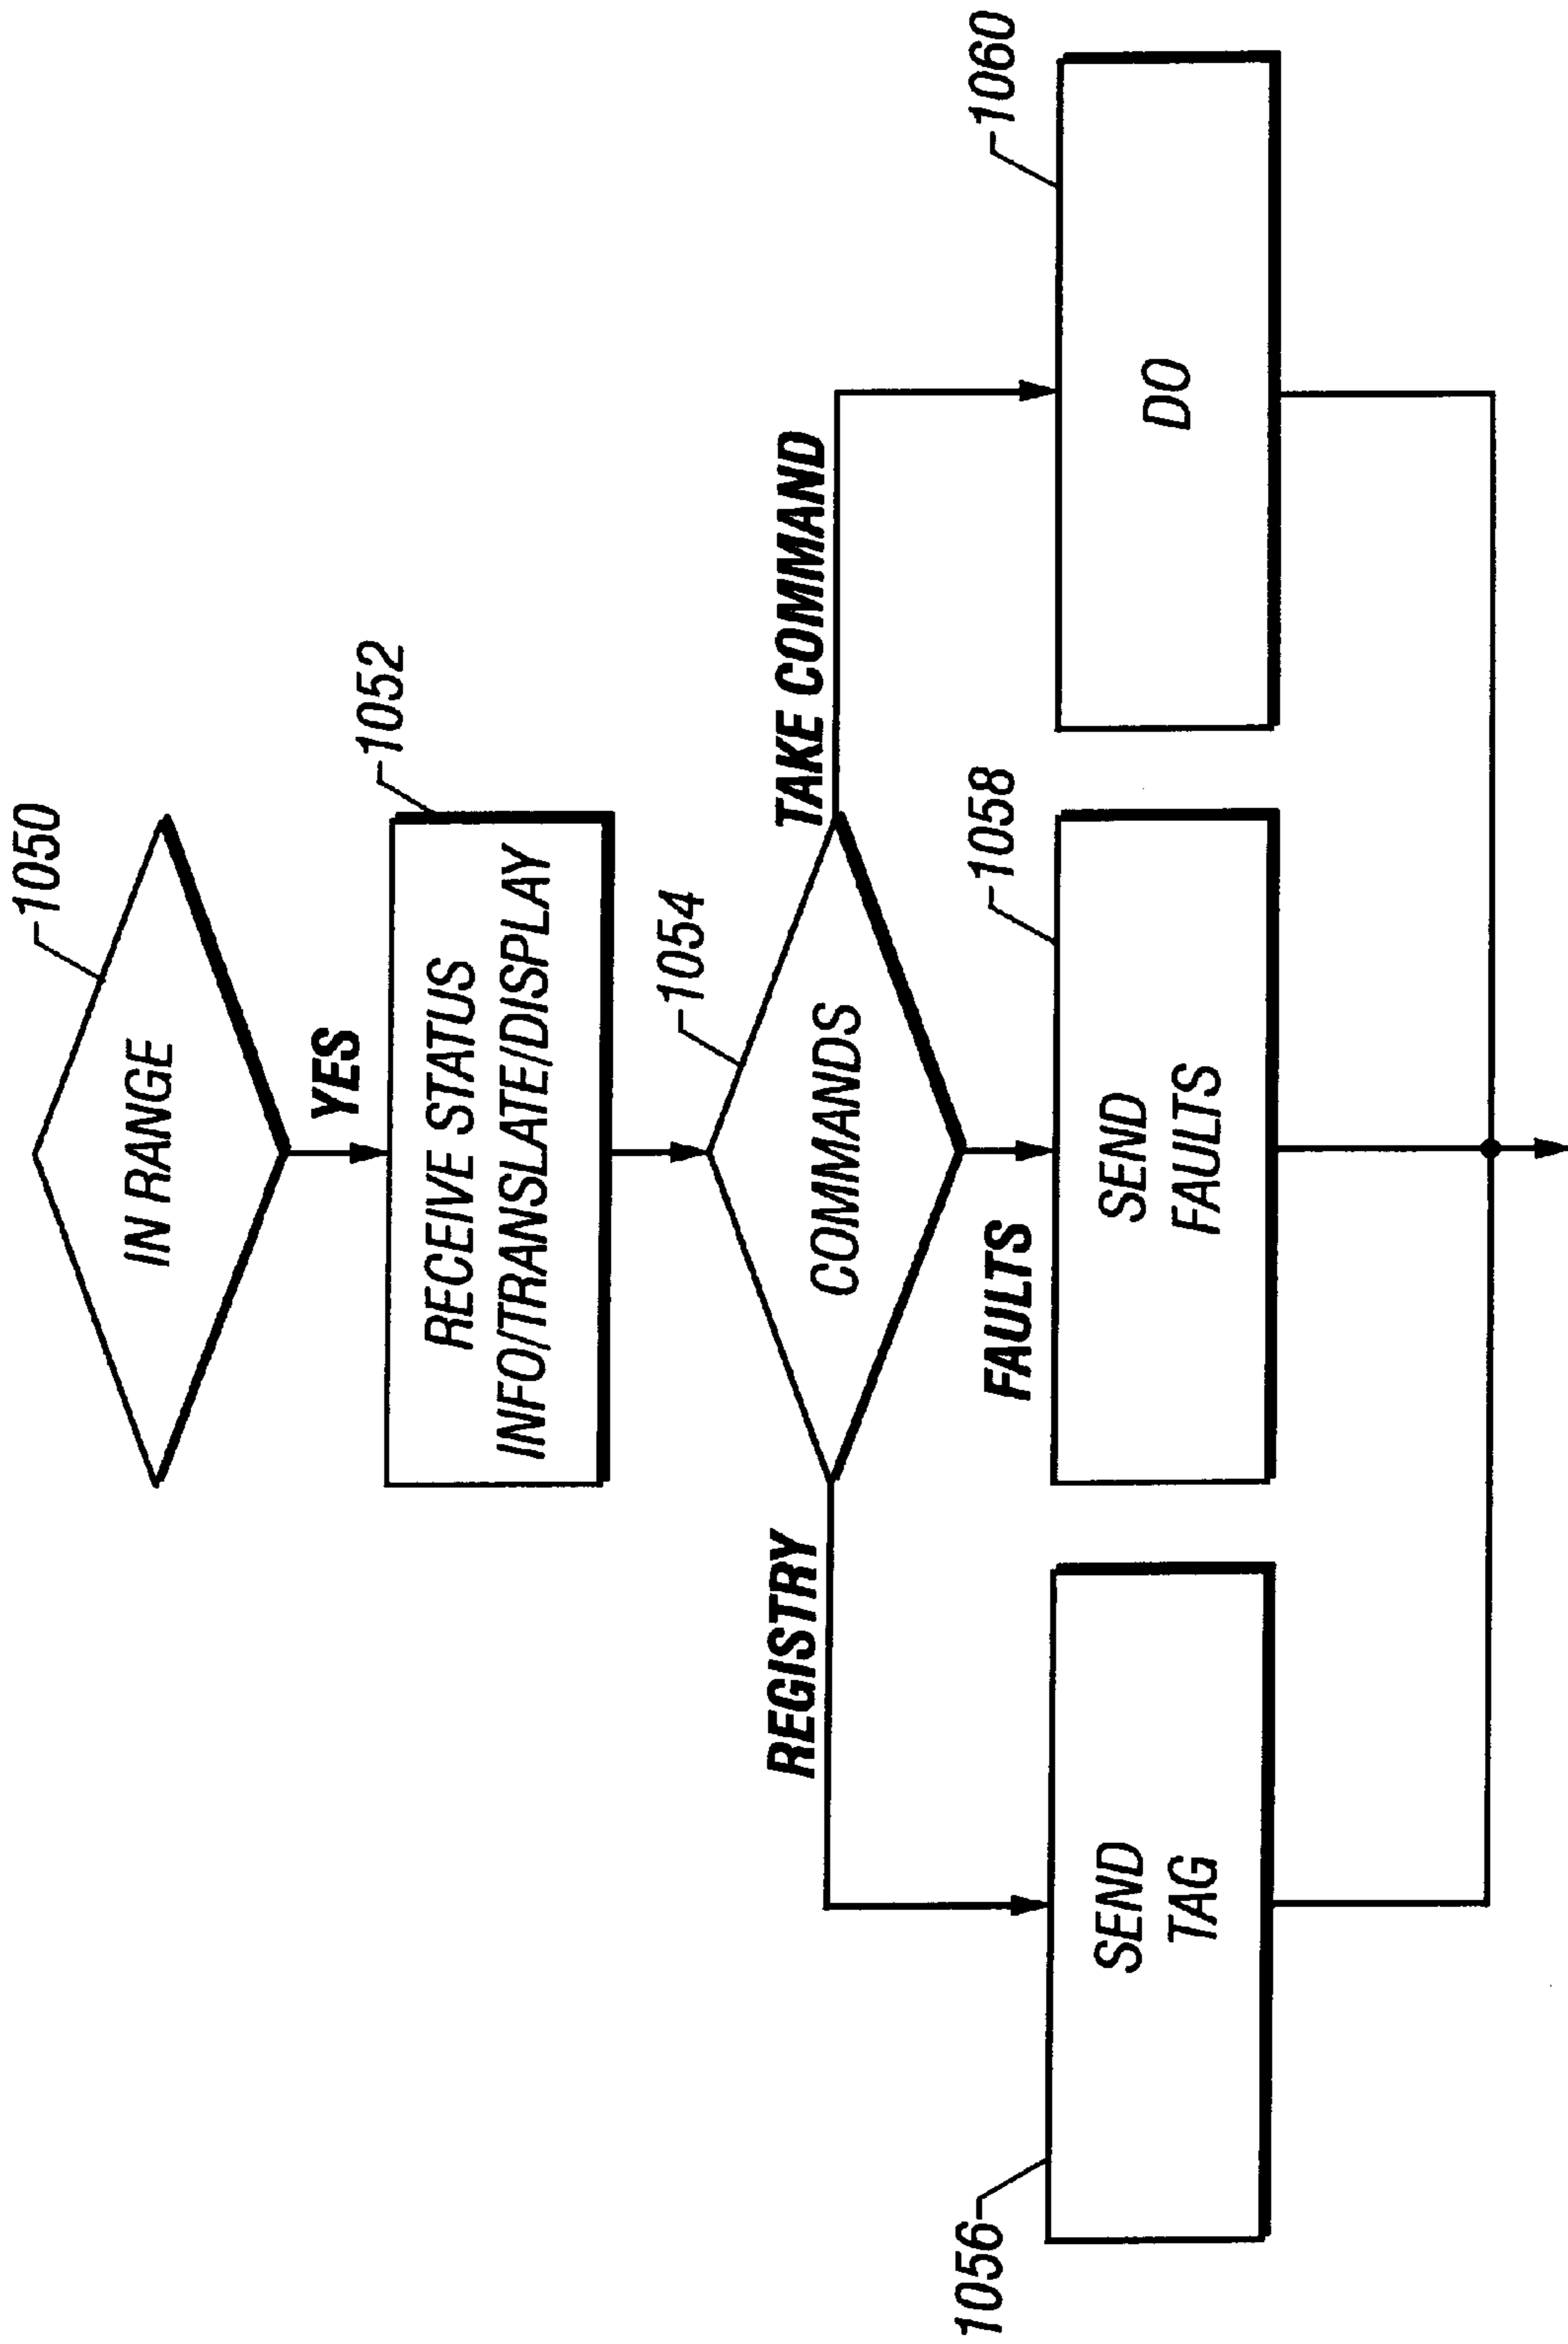 1050
IN RANGE
YES
1052
RECEIVE STATUS
INFO/TRANSLATE/DISPLAY
1054
COMMANDS
REGISTRY
TAKE COMMAND
FAULTS
1056
SEND
TAG
1058
SEND
FAULTS
1060
DO